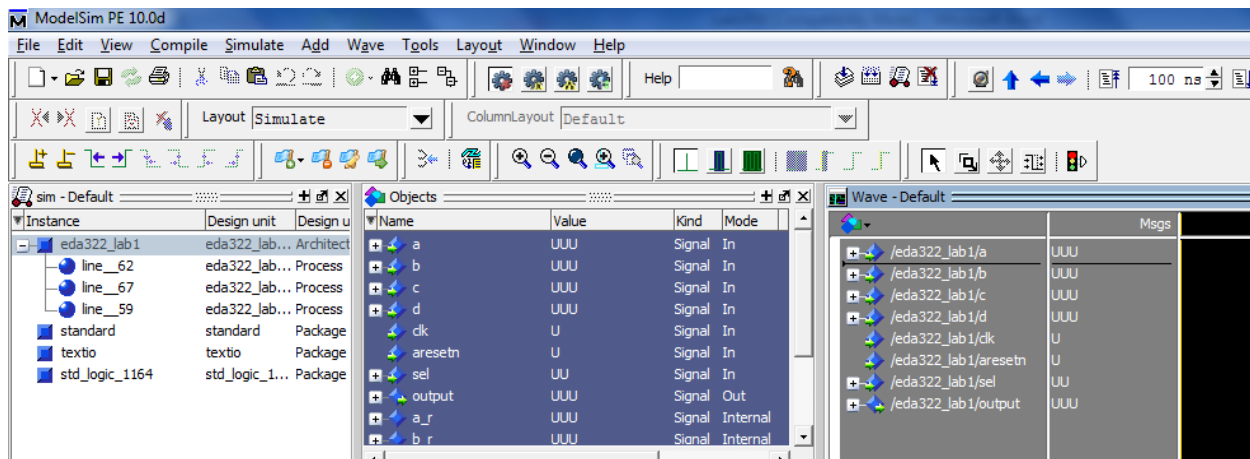 ModelSim PE 10.0d
File Edit View Compile Simulate Add Wave Tools Layout Window Help
Help
100 ns
Layout Simulate
ColumnLayout Default
sim - Default
Instance Design unit Design u
eda322_lab1 eda322_lab... Architect
line__62 eda322_lab... Process
line__67 eda322_lab... Process
line__59 eda322_lab... Process
standard standard Package
textio textio Package
std_logic_1164 std_logic_1... Package
Objects
Name Value Kind Mode
a UUU Signal In
b UUU Signal In
c UUU Signal In
d UUU Signal In
clk U Signal In
aresetn U Signal In
sel UU Signal In
output UUU Signal Out
a_r UUU Signal Internal
b_r UUU Signal Internal
Wave - Default
Msgs
/eda322_lab1/a UUU
/eda322_lab1/b UUU
/eda322_lab1/c UUU
/eda322_lab1/d UUU
/eda322_lab1/clk U
/eda322_lab1/aresetn U
/eda322_lab1/sel UU
/eda322_lab1/output UUU